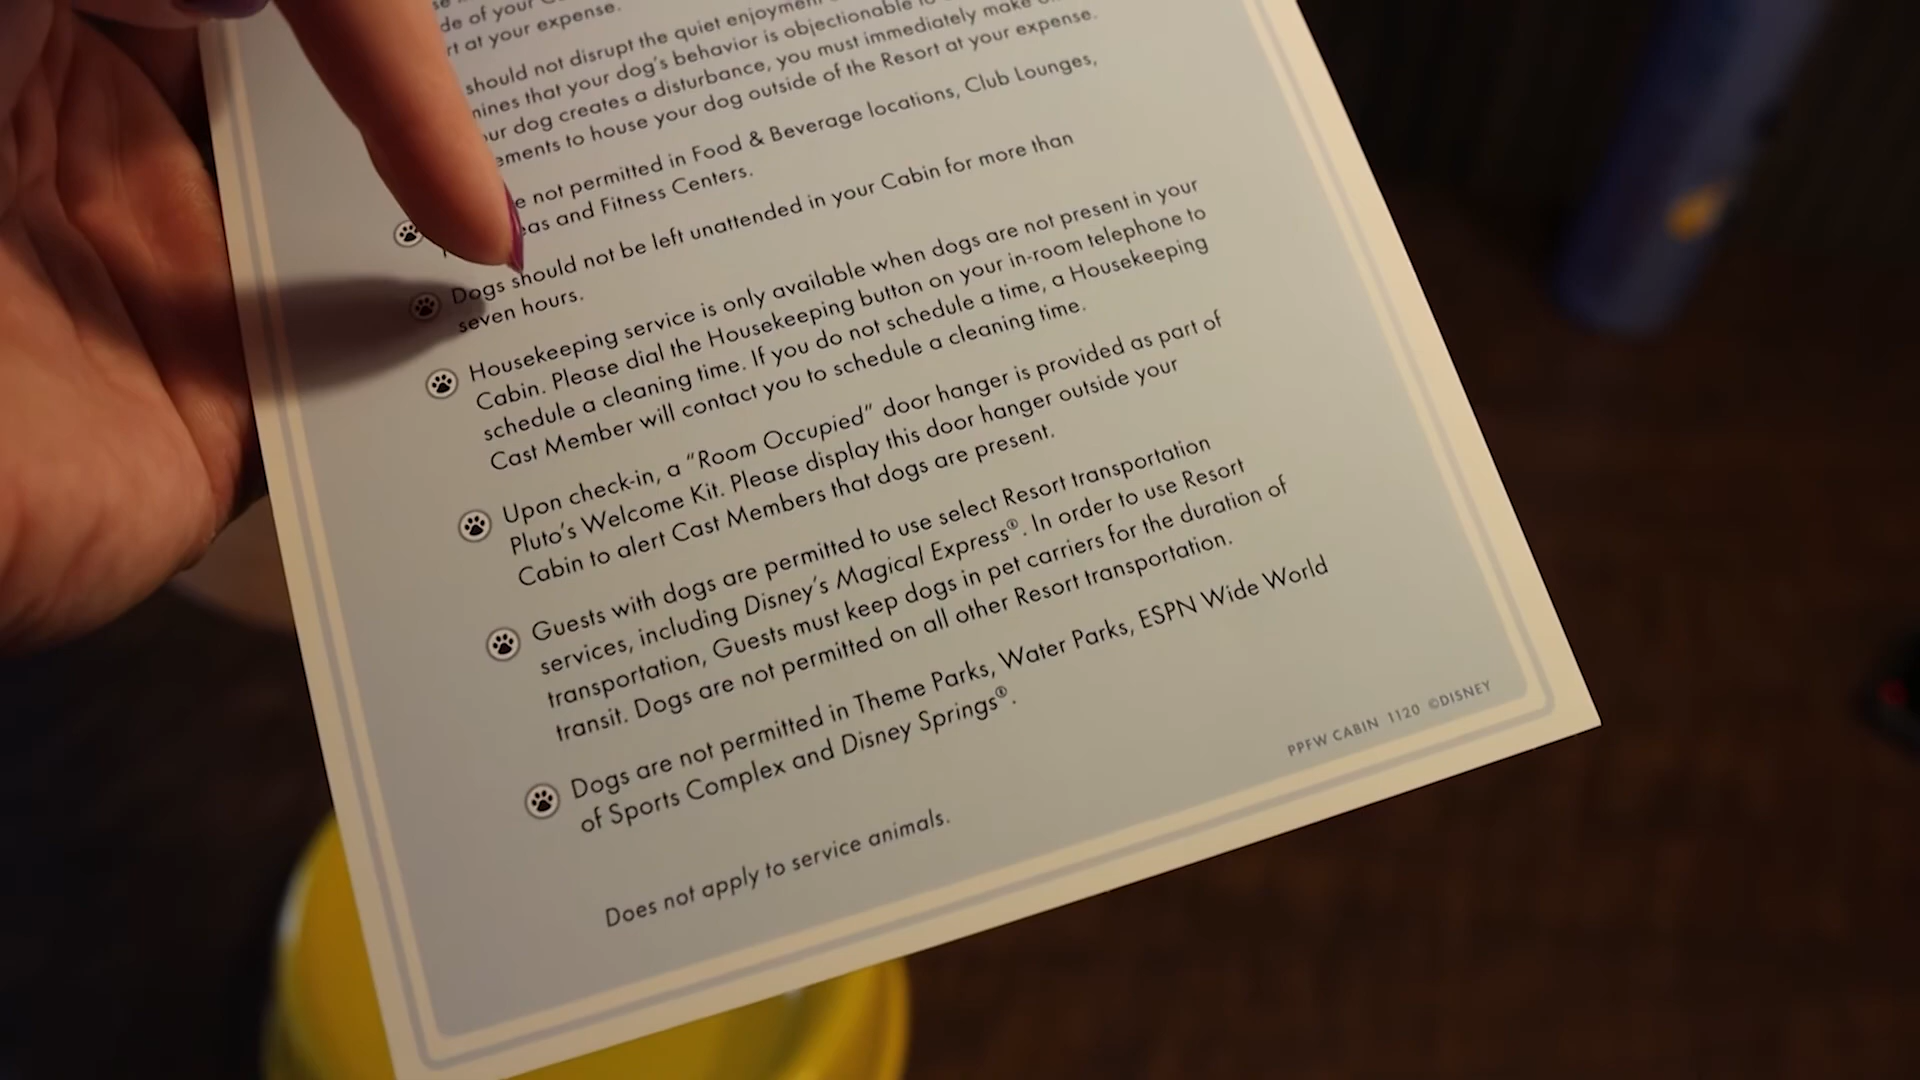 de of your
rt at your expense.
should not disrupt the quiet enjoyment
mines that your dog's behavior is objectionable
ur dog creates a disturbance, you must immediately make
ements to house your dog outside of the Resort at your expense.
e not permitted in Food & Beverage locations, Club Lounges,
eas and Fitness Centers.
Dogs should not be left unattended in your Cabin for more than
seven hours.
Housekeeping service is only available when dogs are not present in your
Cabin. Please dial the Housekeeping button on your in-room telephone to
schedule a cleaning time. If you do not schedule a time, a Housekeeping
Cast Member will contact you to schedule a cleaning time.
Upon check-in, a “Room Occupied” door hanger is provided as part of
Pluto's Welcome Kit. Please display this door hanger outside your
Cabin to alert Cast Members that dogs are present.
Guests with dogs are permitted to use select Resort transportation
services, including Disney's Magical Express®. In order to use Resort
transportation, Guests must keep dogs in pet carriers for the duration of
transit. Dogs are not permitted on all other Resort transportation.
Dogs are not permitted in Theme Parks, Water Parks, ESPN Wide World
of Sports Complex and Disney Springs®.
Does not apply to service animals.
PPFW CABIN 1120 ©DISNEY